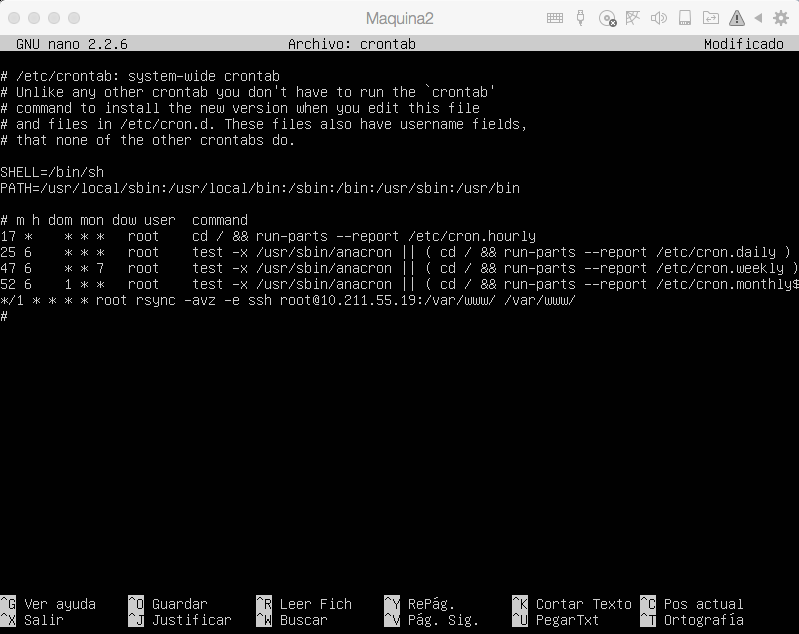 Maquina2
GNU nano 2.2.6 Archivo: crontab Modificado
# /etc/crontab: system-wide crontab
# Unlike any other crontab you don't have to run the `crontab'
# command to install the new version when you edit this file
# and files in /etc/cron.d. These files also have username fields,
# that none of the other crontabs do.
SHELL=/bin/sh
PATH=/usr/local/sbin:/usr/local/bin:/sbin:/bin:/usr/sbin:/usr/bin
# m h dom mon dow user  command
17 *    * * *   root    cd / && run-parts --report /etc/cron.hourly
25 6    * * *   root    test -x /usr/sbin/anacron || ( cd / && run-parts --report /etc/cron.daily )
47 6    * * 7   root    test -x /usr/sbin/anacron || ( cd / && run-parts --report /etc/cron.weekly )
52 6    1 * *   root    test -x /usr/sbin/anacron || ( cd / && run-parts --report /etc/cron.monthly$
*/1 * * * * root rsync -avz -e ssh root@10.211.55.19:/var/www/ /var/www/
#
^G Ver ayuda ^O Guardar ^R Leer Fich ^Y RePág. ^K Cortar Texto ^C Pos actual
^X Salir ^J Justificar ^W Buscar ^V Pág. Sig. ^U PegarTxt ^T Ortografía